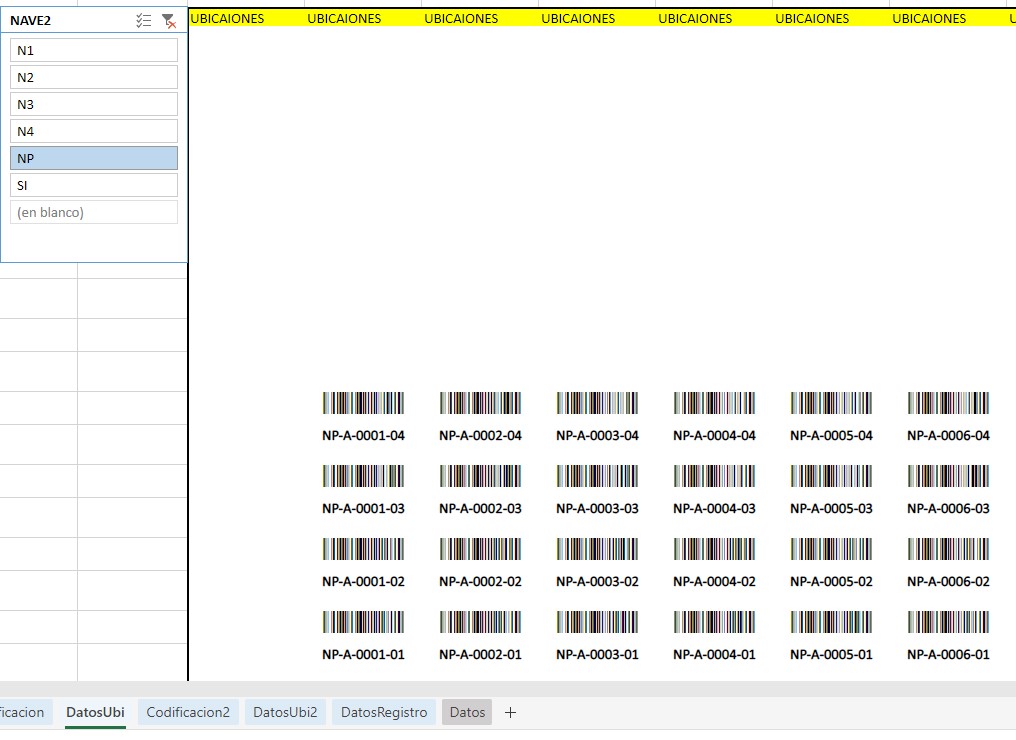 NAVE2
UBICAIONES UBICAIONES UBICAIONES UBICAIONES UBICAIONES UBICAIONES UBICAIONES
N1
N2
N3
N4
NP
SI
(en blanco)
NP-A-0001-04 NP-A-0002-04 NP-A-0003-04 NP-A-0004-04 NP-A-0005-04 NP-A-0006-04
NP-A-0001-03 NP-A-0002-03 NP-A-0003-03 NP-A-0004-03 NP-A-0005-03 NP-A-0006-03
NP-A-0001-02 NP-A-0002-02 NP-A-0003-02 NP-A-0004-02 NP-A-0005-02 NP-A-0006-02
NP-A-0001-01 NP-A-0002-01 NP-A-0003-01 NP-A-0004-01 NP-A-0005-01 NP-A-0006-01
ificacion DatosUbi Codificacion2 DatosUbi2 DatosRegistro Datos +